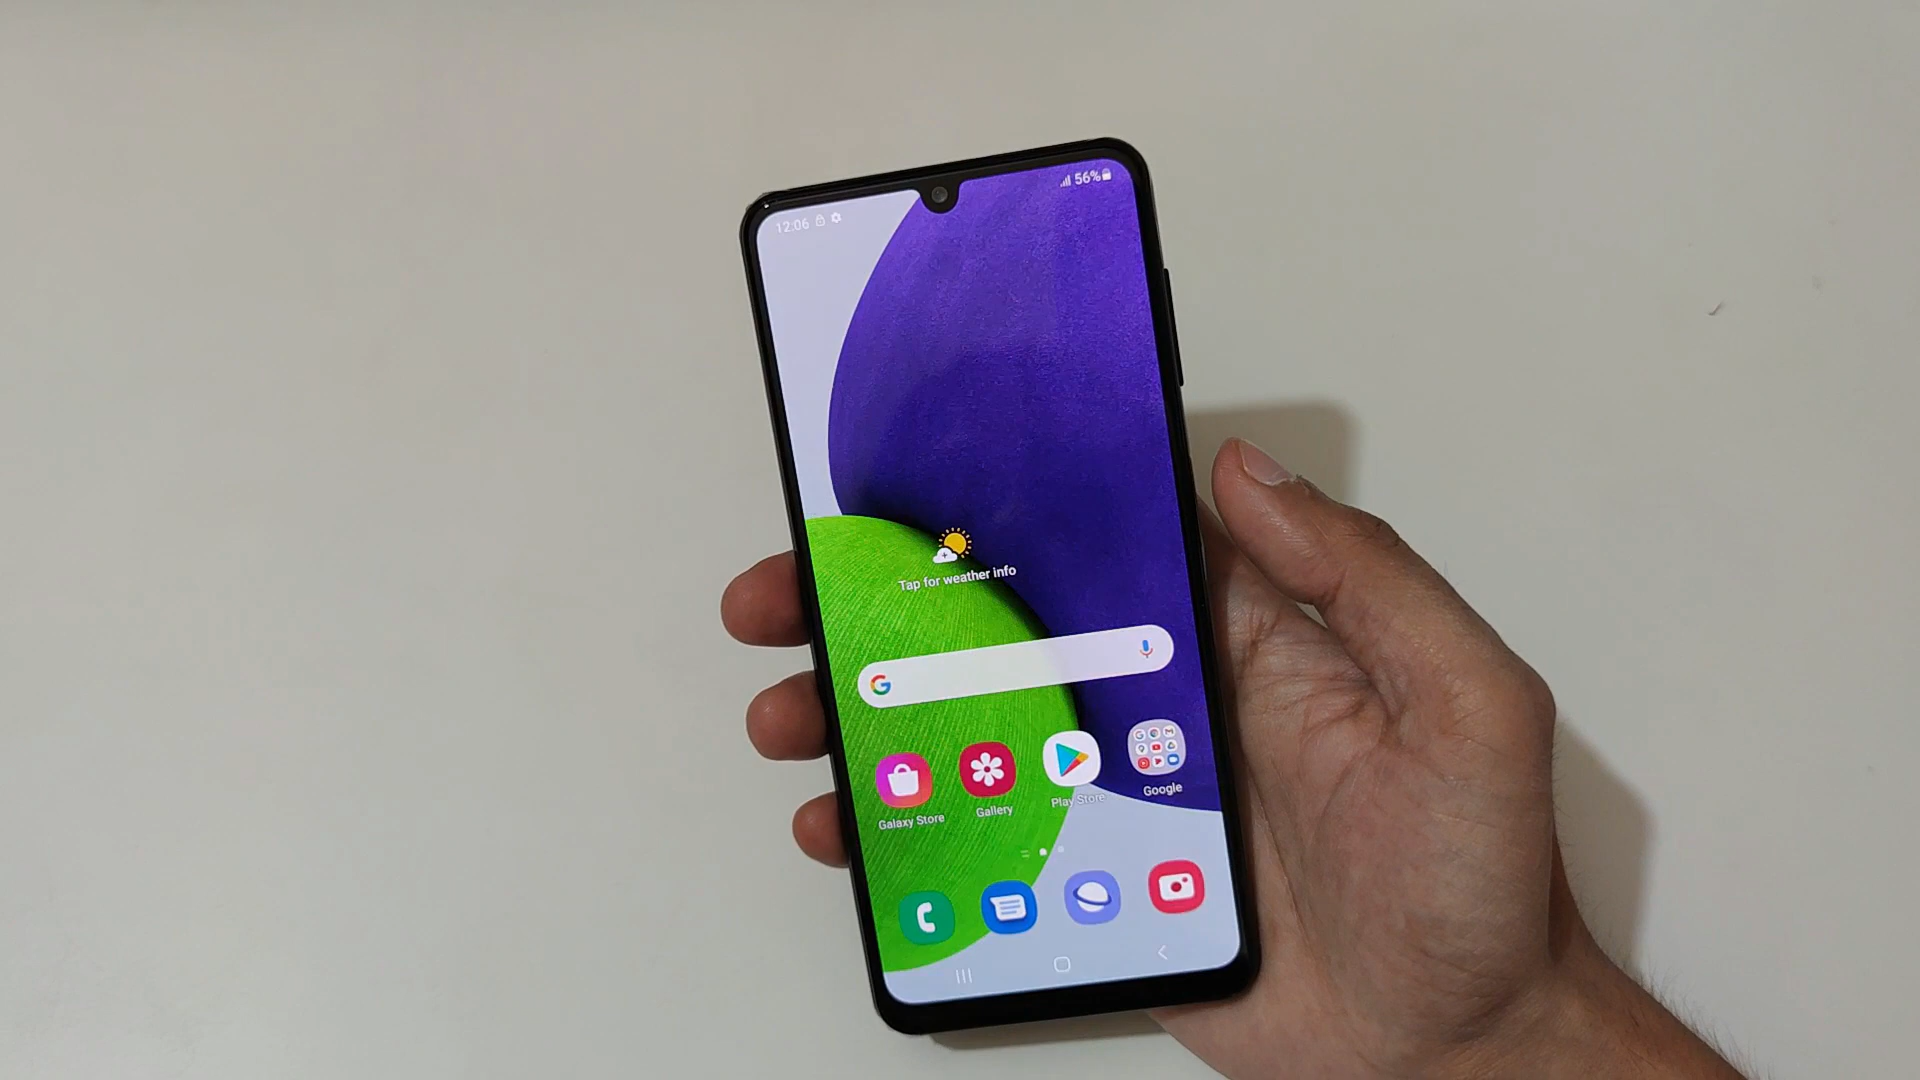 12:06
56%
Tap for weather info
G
Galaxy Store
Gallery
Play Store
Google